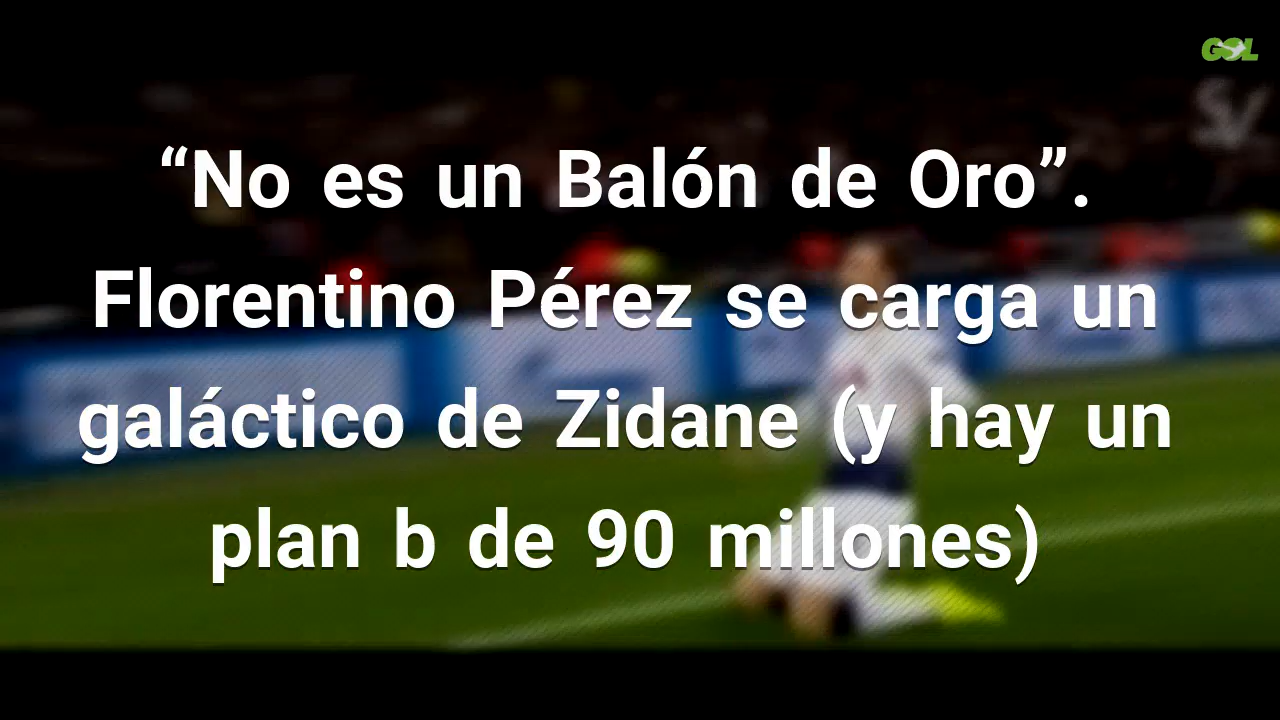 GOL
“No es un Balón de Oro”.
Florentino Pérez se carga un
galáctico de Zidane (y hay un
plan b de 90 millones)